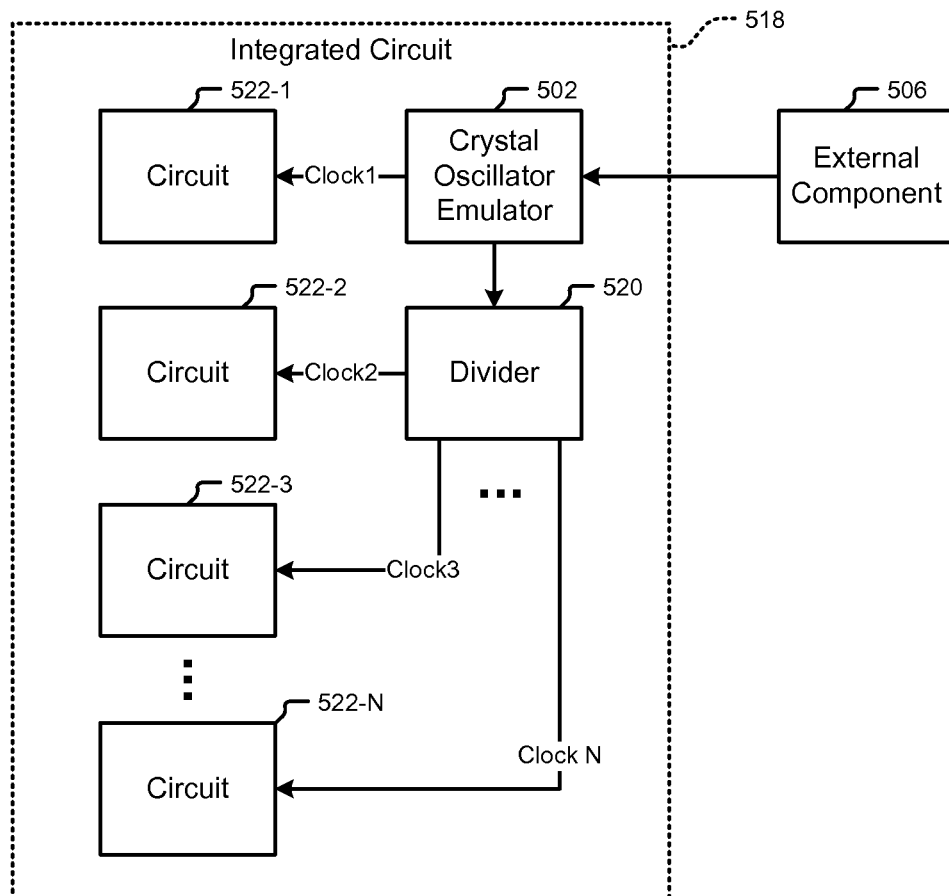 518
Integrated Circuit
522-1
502
506
Circuit
Clock1
Crystal
Oscillator
Emulator
External
Component
522-2
520
Circuit
Clock2
Divider
522-3
...
Circuit
Clock3
522-N
Clock N
Circuit